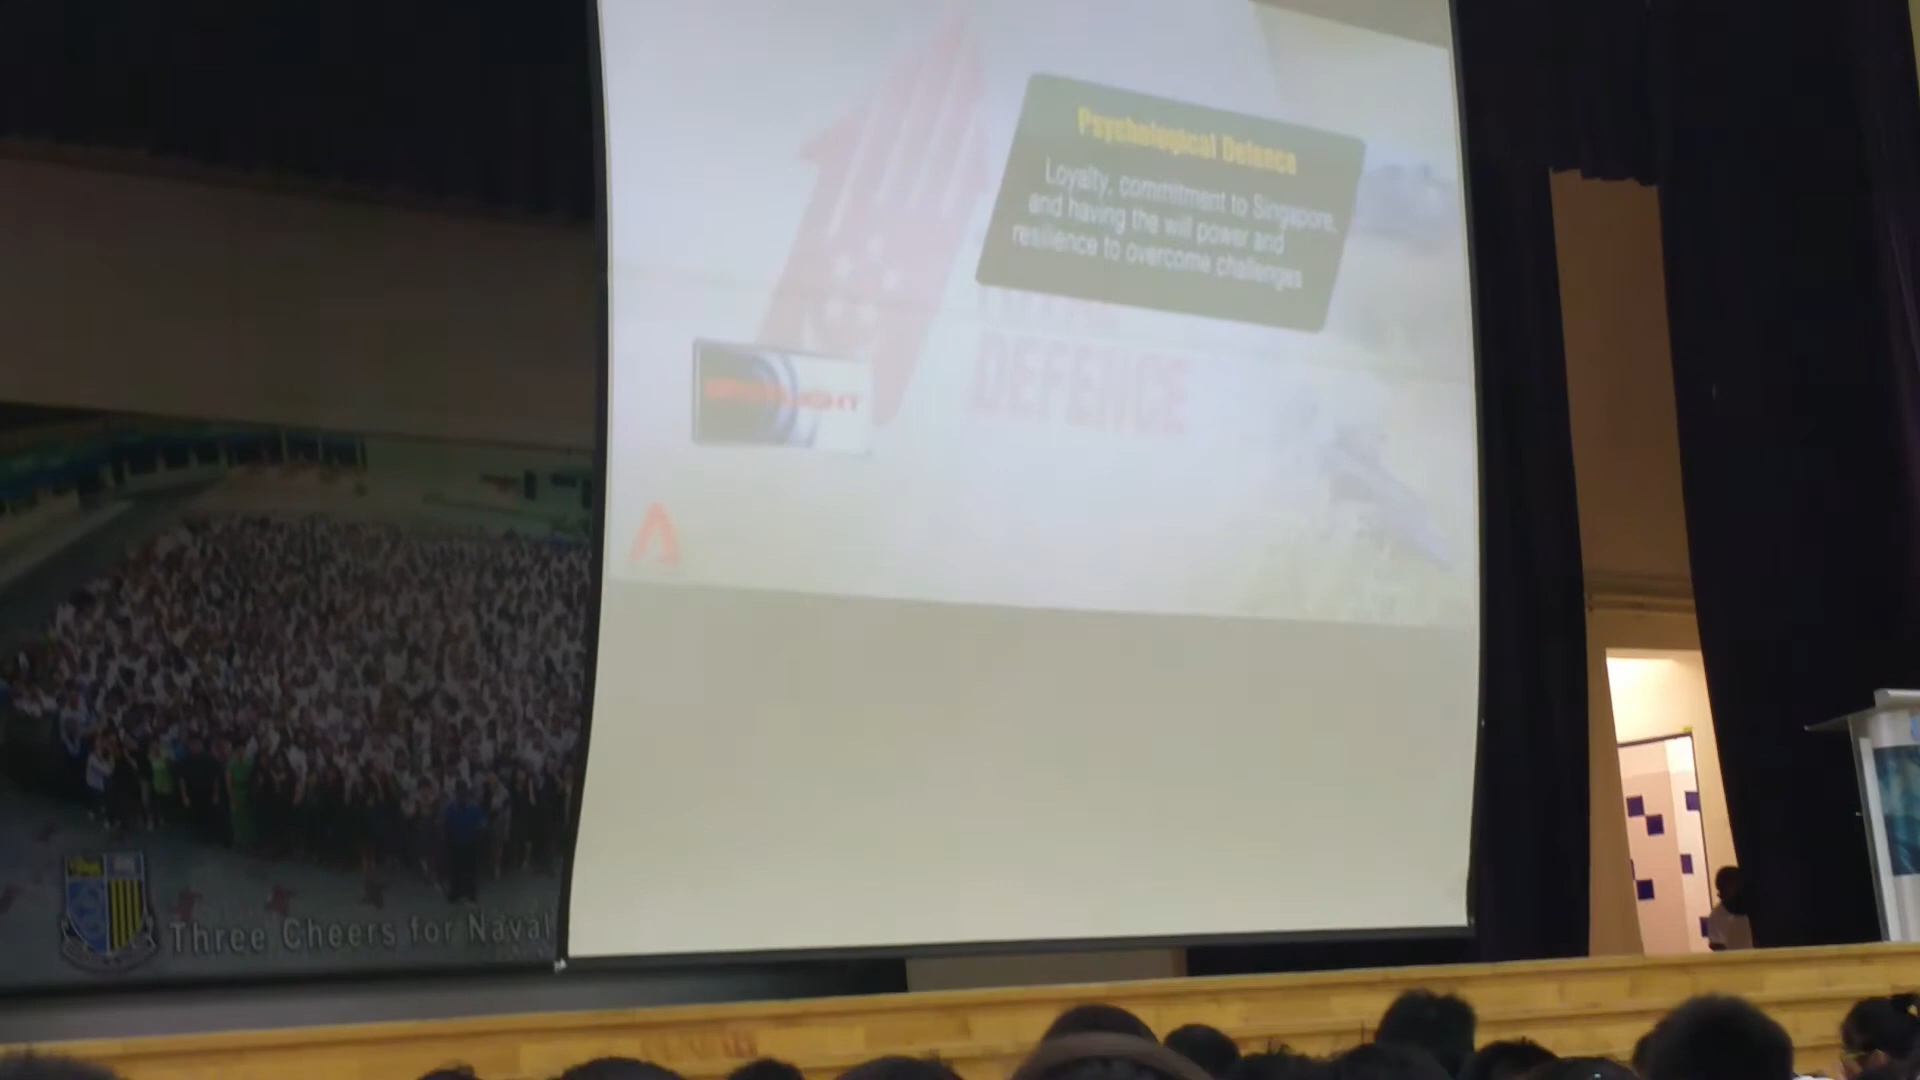 Psychological Defence
Loyalty, commitment to Singapore,
and having the will power and
resilience to overcome challenges
DEFENCE
Three Cheers for Naval